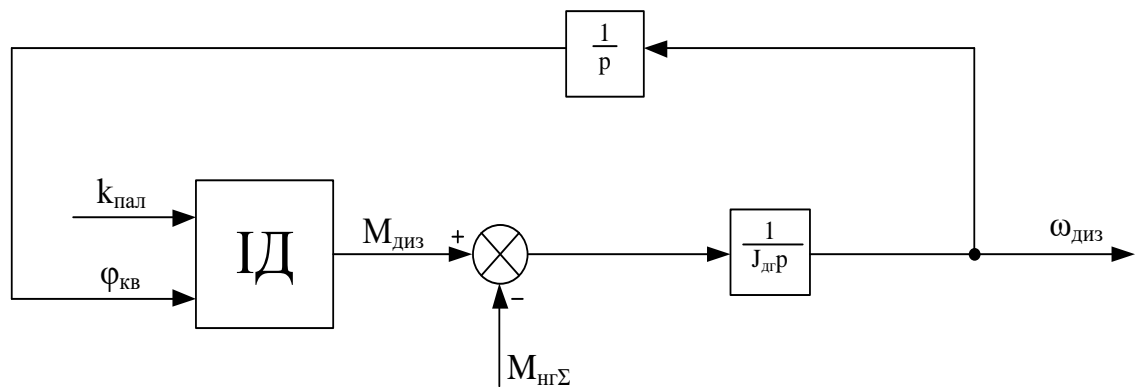 1
p
k пал
φ кв
ІД
M диз
+
−
M нгΣ
1
J дг p
ω диз